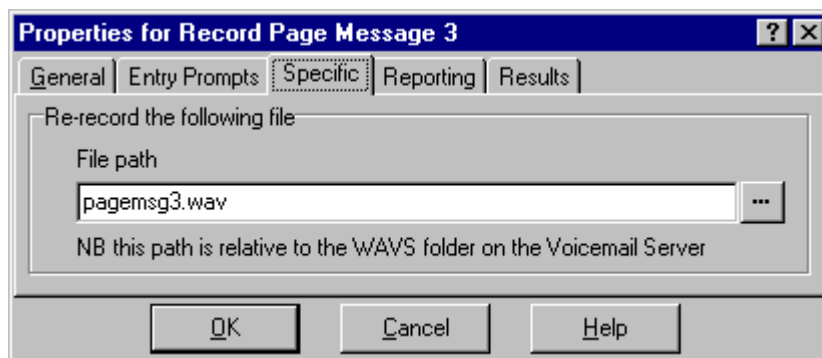 Properties for Record Page Message 3
General Entry Prompts Specific Reporting Results
Re-record the following file
File path
pagemsg3.wav ...
NB this path is relative to the WAVS folder on the Voicemail Server
OK Cancel Help